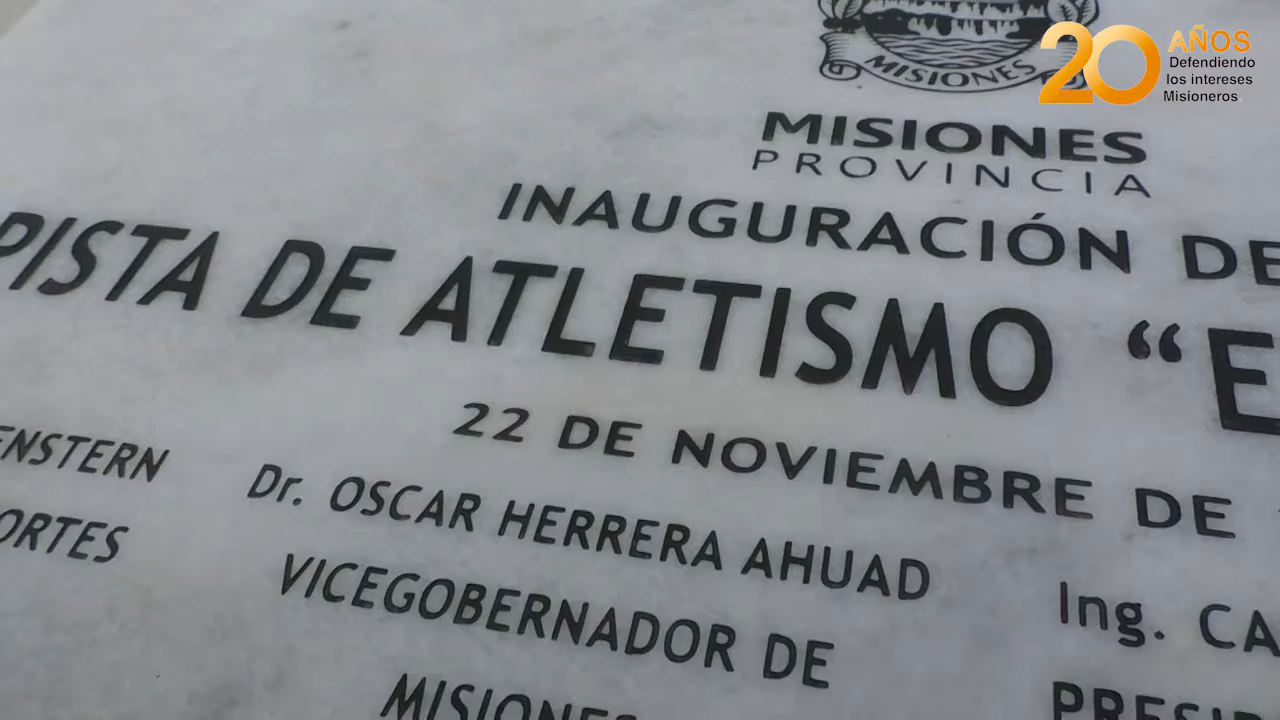 20 AÑOS
Defendiendo
los intereses
Misioneros
MISIONES
MISIONES
PROVINCIA
INAUGURACIÓN DE
PISTA DE ATLETISMO “E
22 DE NOVIEMBRE DE
ENSTERN Dr. OSCAR HERRERA AHUAD Ing. CA
ORTES VICEGOBERNADOR DE PRESID
MISIONES